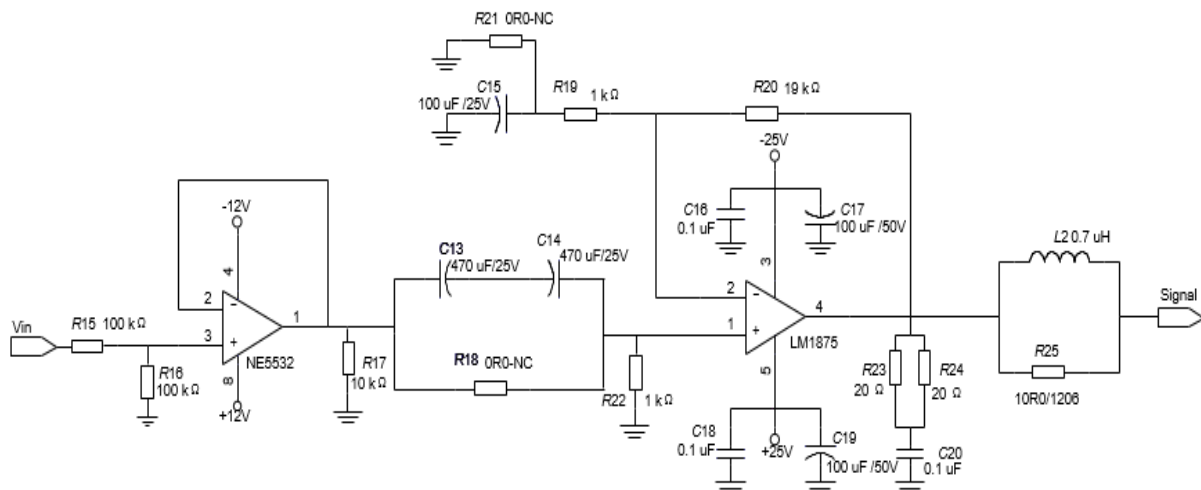 R21 0R0-NC
C15
100 uF /25V
R19
1 kΩ
R20
19 kΩ
-25V
C16
0.1 uF
C17
100 uF /50V
L2 0.7 uH
-12V
C13
470 uF/25V
C14
470 uF/25V
3
4
2
1
2
4
Signal
Vin
R15 100 kΩ
3
NE5532
1
LM1875
R16
100 kΩ
8
+12V
R17
10 kΩ
R18 0R0-NC
R22
1 kΩ
5
R23
20 Ω
R24
20 Ω
R25
10R0/1206
C18
0.1 uF
+25V
C19
100 uF /50V
C20
0.1 uF